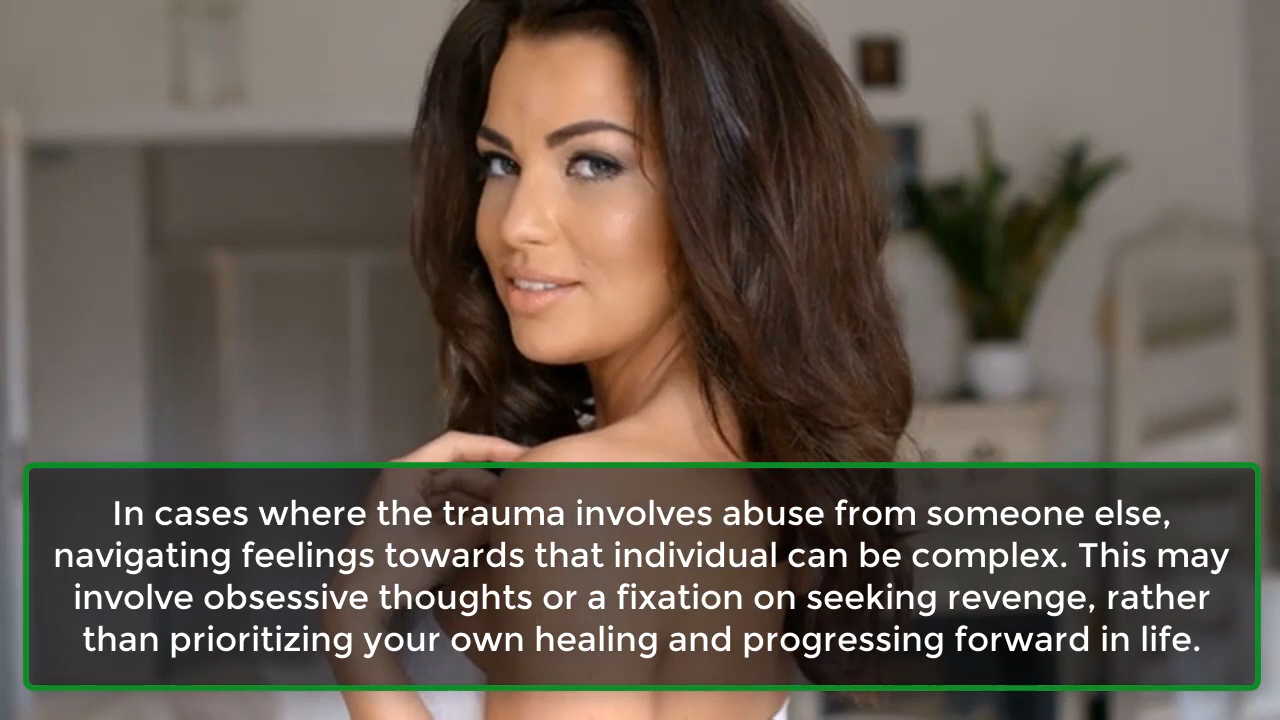 In cases where the trauma involves abuse from someone else,
navigating feelings towards that individual can be complex. This may
involve obsessive thoughts or a fixation on seeking revenge, rather
than prioritizing your own healing and progressing forward in life.